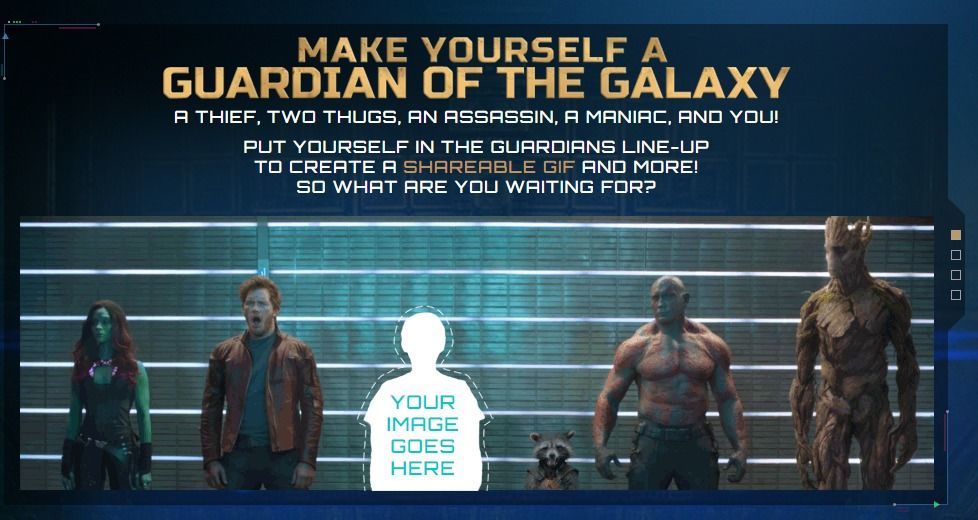 MAKE YOURSELF A
GUARDIAN OF THE GALAXY
A THIEF, TWO THUGS, AN ASSASSIN, A MANIAC, AND YOU!
PUT YOURSELF IN THE GUARDIANS LINE-UP
TO CREATE A SHAREABLE GIF AND MORE!
SO WHAT ARE YOU WAITING FOR?
YOUR
IMAGE
GOES
HERE